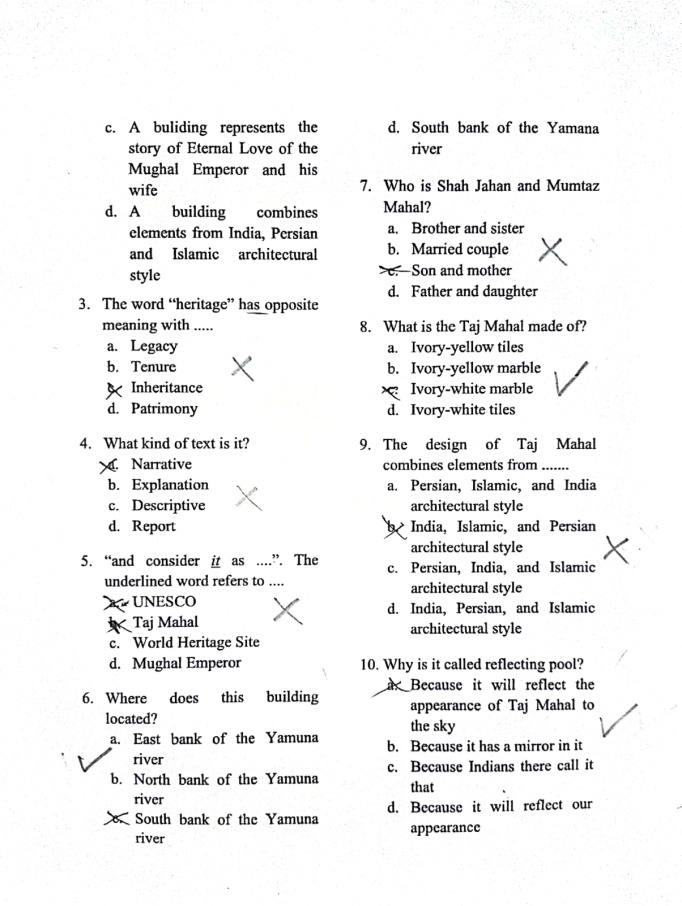 c. A buliding represents the
story of Eternal Love of the
Mughal Emperor and his
wife
d. A building combines
elements from India, Persian
and Islamic architectural
style
3. The word “heritage” has opposite
meaning with .....
a. Legacy
b. Tenure
c. Inheritance
d. Patrimony
4. What kind of text is it?
a. Narrative
b. Explanation
c. Descriptive
d. Report
5. “and consider it as ....”. The
underlined word refers to ....
a. UNESCO
b. Taj Mahal
c. World Heritage Site
d. Mughal Emperor
6. Where does this building
located?
a. East bank of the Yamuna
river
b. North bank of the Yamuna
river
c. South bank of the Yamuna
river
d. South bank of the Yamana
river
7. Who is Shah Jahan and Mumtaz
Mahal?
a. Brother and sister
b. Married couple
c. Son and mother
d. Father and daughter
8. What is the Taj Mahal made of?
a. Ivory-yellow tiles
b. Ivory-yellow marble
c. Ivory-white marble
d. Ivory-white tiles
9. The design of Taj Mahal
combines elements from .......
a. Persian, Islamic, and India
architectural style
b. India, Islamic, and Persian
architectural style
c. Persian, India, and Islamic
architectural style
d. India, Persian, and Islamic
architectural style
10. Why is it called reflecting pool?
a. Because it will reflect the
appearance of Taj Mahal to
the sky
b. Because it has a mirror in it
c. Because Indians there call it
that
d. Because it will reflect our
appearance